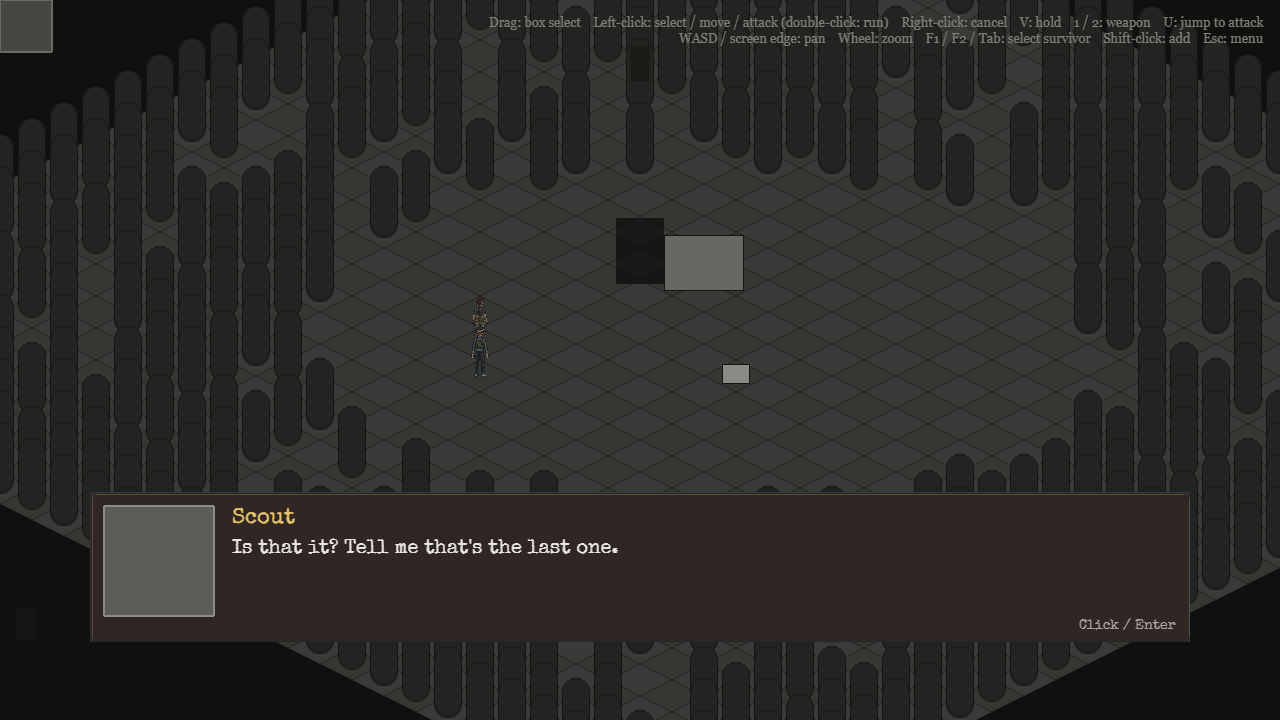 Drag: box select Left-click: select / move / attack (double-click: run) Right-click: cancel V: hold 1 / 2: weapon U: jump to attack
WASD / screen edge: pan Wheel: zoom F1 / F2 / Tab: select survivor Shift-click: add Esc: menu
Scout
Is that it? Tell me that's the last one.
Click / Enter